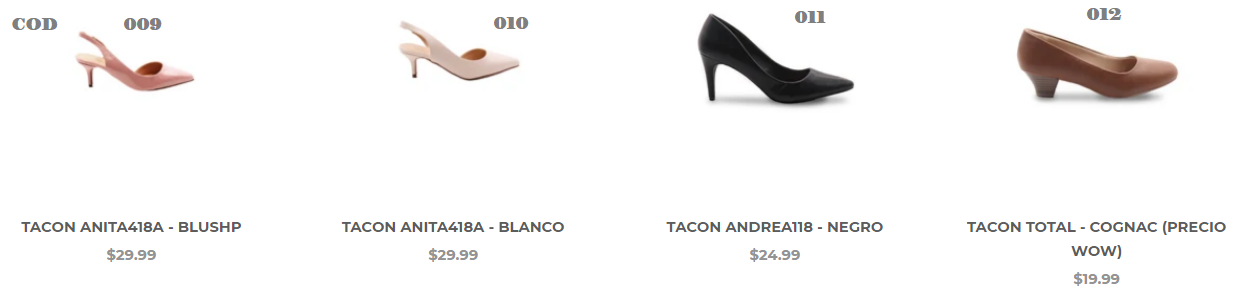 COD 009 010 011 012
TACON ANITA418A - BLUSHP
$29.99
TACON ANITA418A - BLANCO
$29.99
TACON ANDREA118 - NEGRO
$24.99
TACON TOTAL - COGNAC (PRECIO
WOW)
$19.99